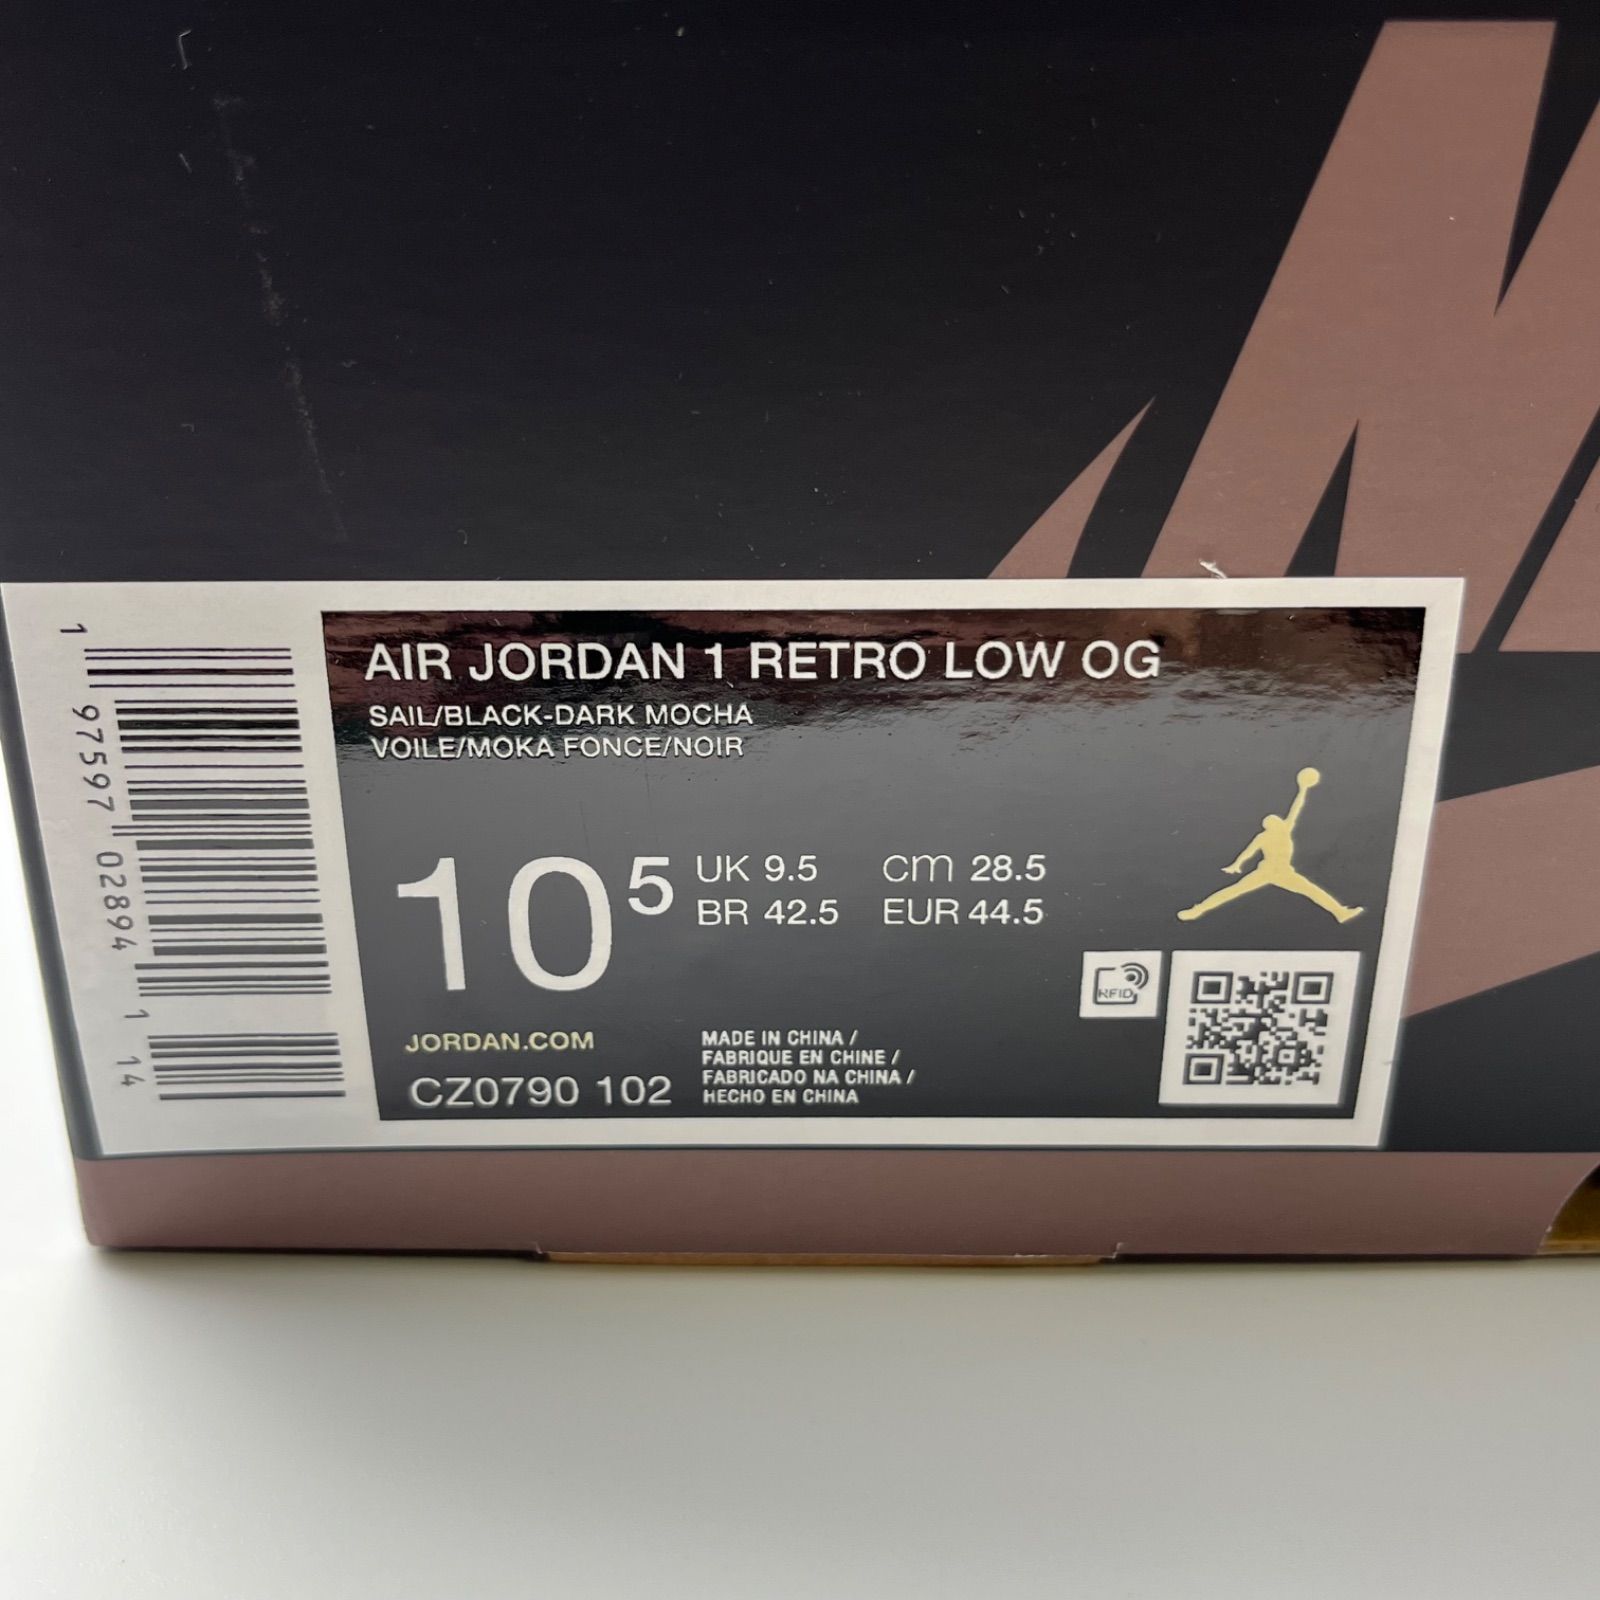 AIR JORDAN 1 RETRO LOW OG
SAIL/BLACK-DARK MOCHA
VOILE/MOKA FONCE/NOIR
10 5
UK 9.5 cm 28.5
BR 42.5 EUR 44.5
RFID
JORDAN.COM
CZ0790 102
MADE IN CHINA /
FABRIQUE EN CHINE /
FABRICADO NA CHINA /
HECHO EN CHINA
1 97597 02894 1 14